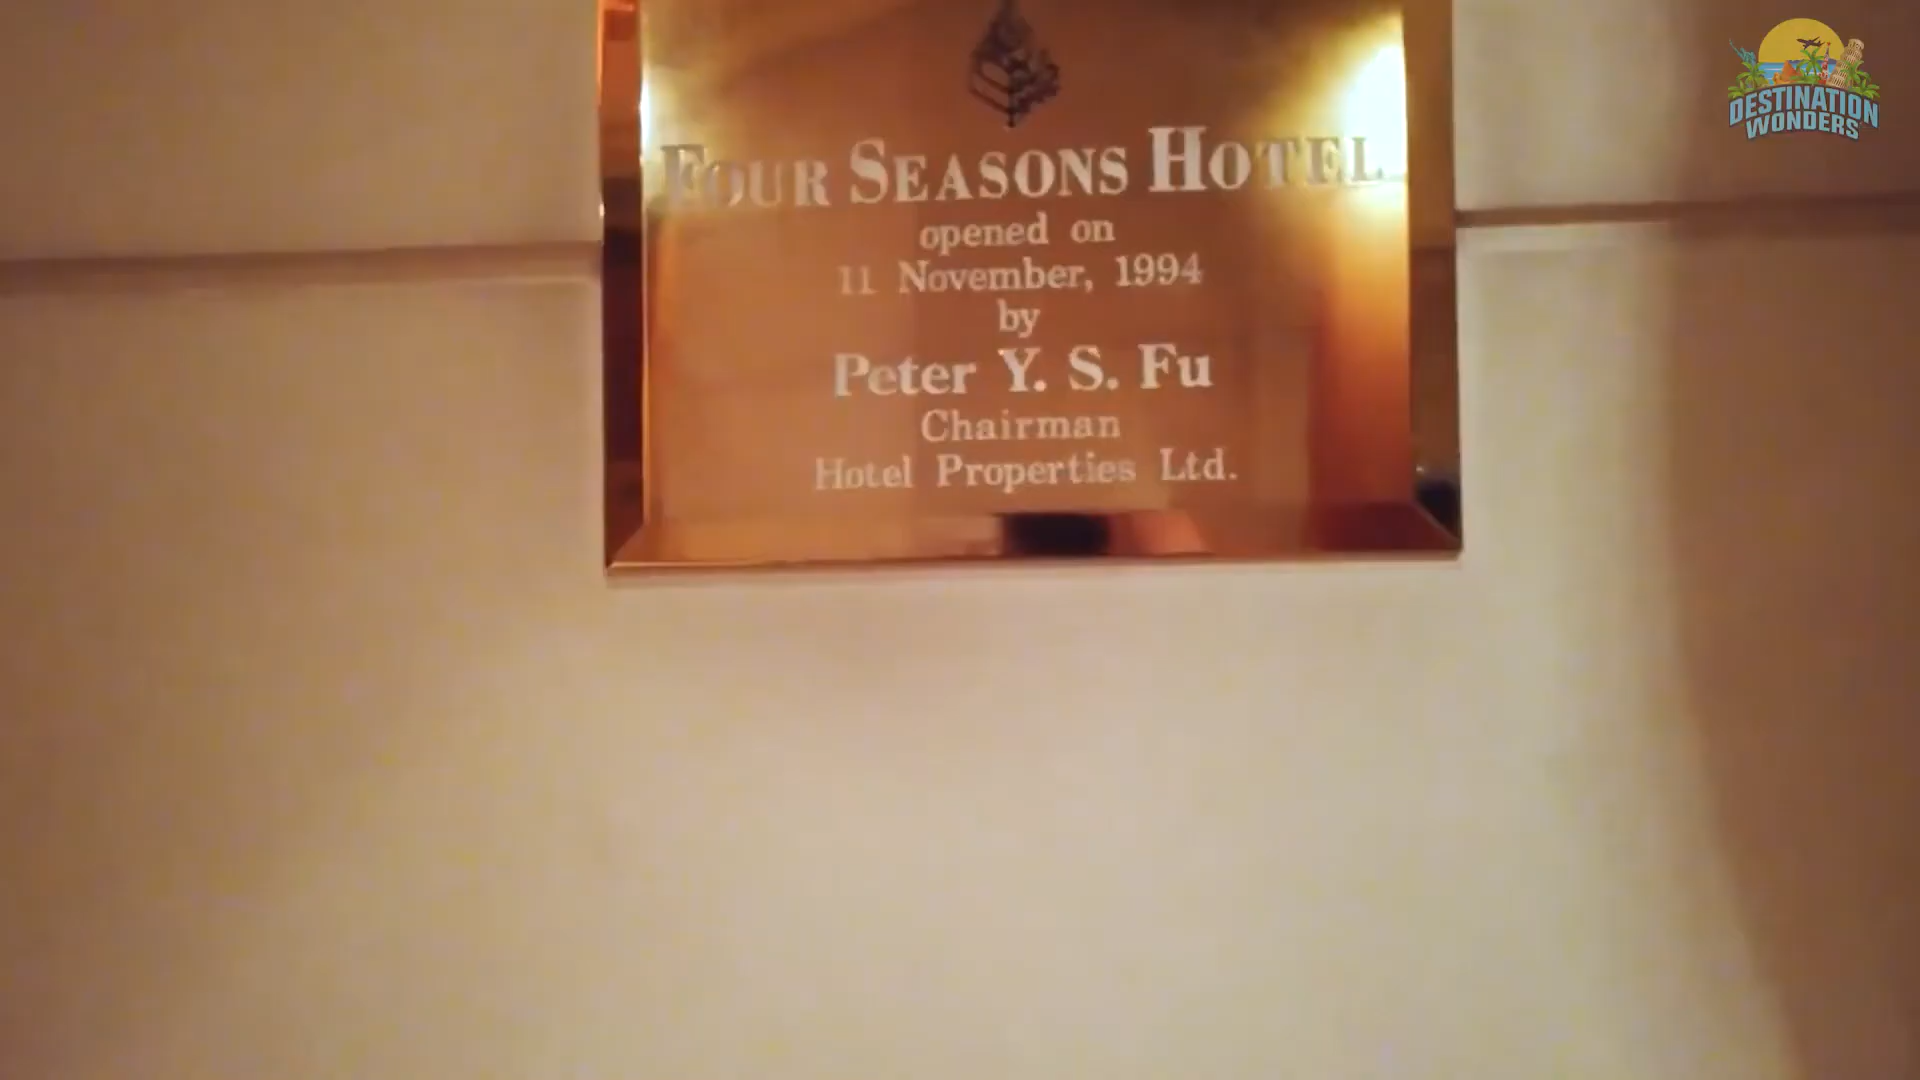 FOUR SEASONS HOTEL
opened on
11 November, 1994
by
Peter Y. S. Fu
Chairman
Hotel Properties Ltd.
DESTINATION
WONDERS